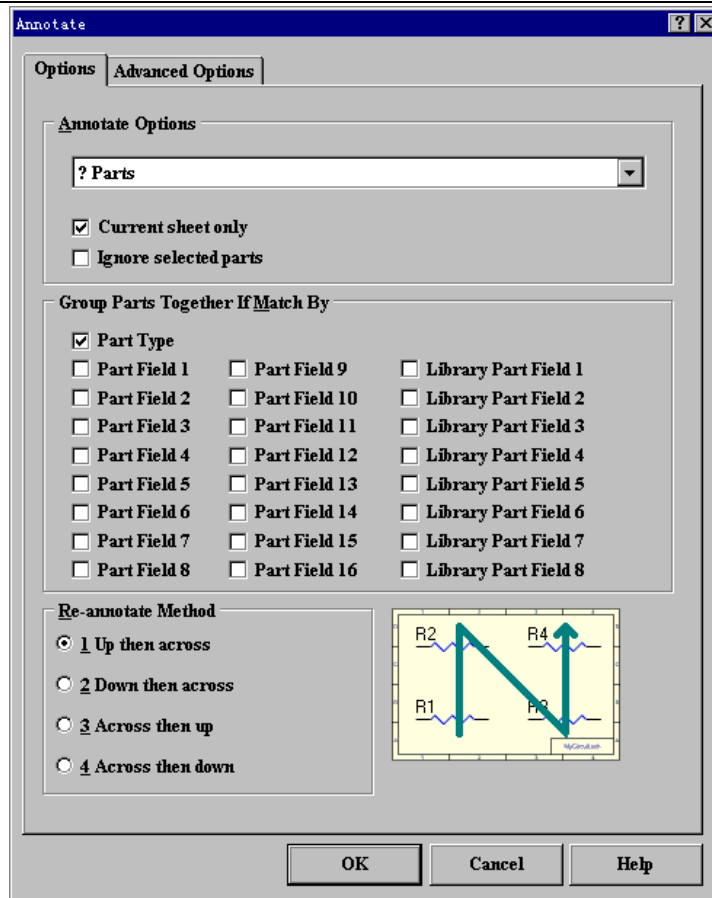 Annotate
Options
Advanced Options
Annotate Options
? Parts
Current sheet only
Ignore selected parts
Group Parts Together If Match By
Part Type
Part Field 1 Part Field 9 Library Part Field 1
Part Field 2 Part Field 10 Library Part Field 2
Part Field 3 Part Field 11 Library Part Field 3
Part Field 4 Part Field 12 Library Part Field 4
Part Field 5 Part Field 13 Library Part Field 5
Part Field 6 Part Field 14 Library Part Field 6
Part Field 7 Part Field 15 Library Part Field 7
Part Field 8 Part Field 16 Library Part Field 8
Re-annotate Method
1 Up then across
2 Down then across
3 Across then up
4 Across then down
R2 R4
R1 R3
MyCircuit.sch
OK Cancel Help